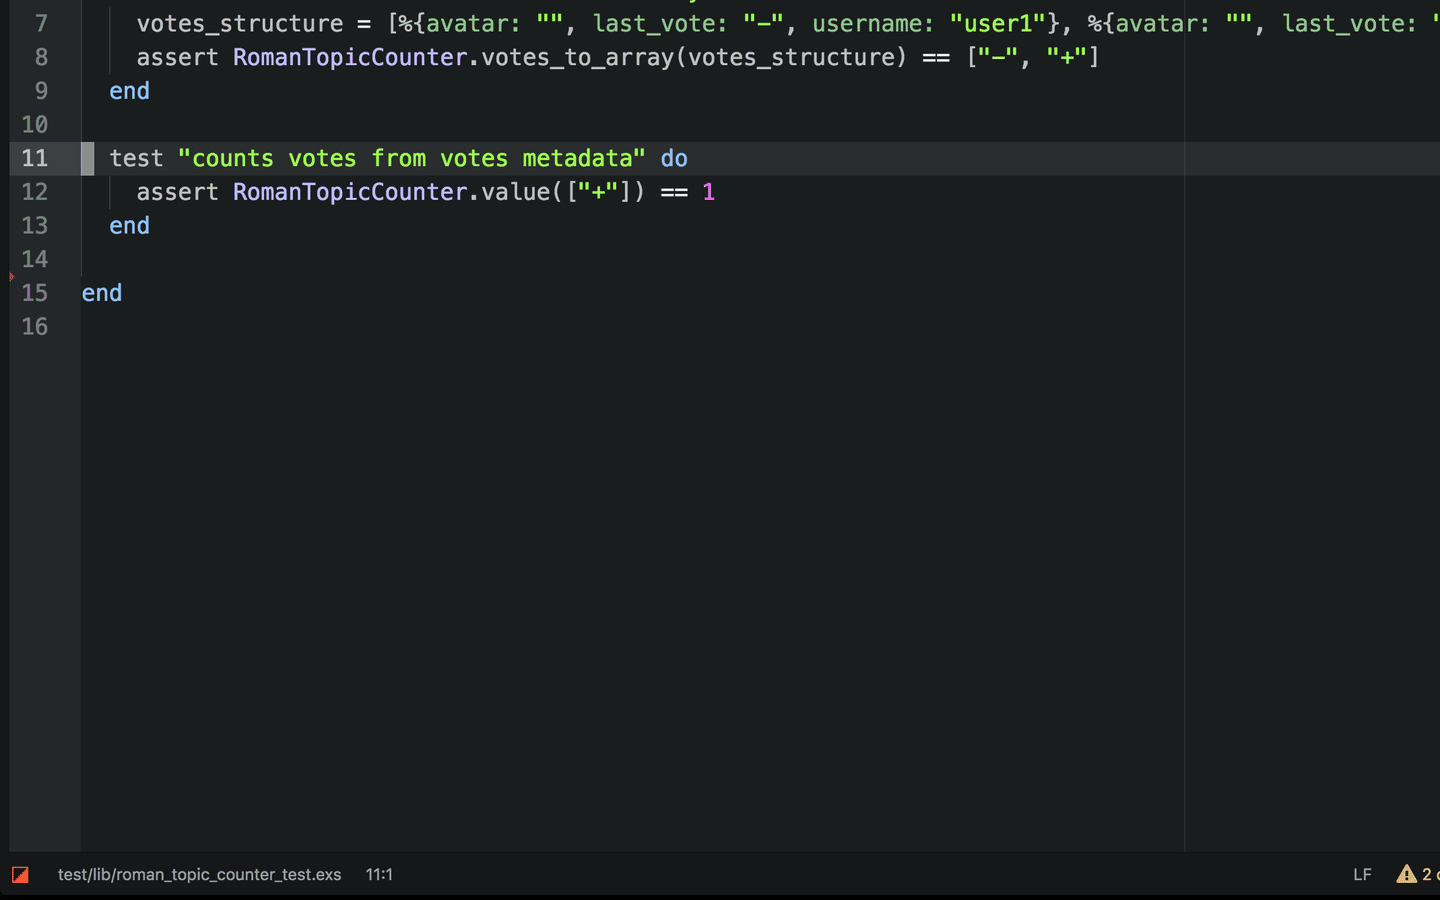 7 votes_structure = [%{avatar: "", last_vote: "-", username: "user1"}, %{avatar: "", last_vote:
8 assert RomanTopicCounter.votes_to_array(votes_structure) == ["-", "+"]
9 end
10
11 test "counts votes from votes metadata" do
12 assert RomanTopicCounter.value(["+"]) == 1
13 end
14
15 end
16
test/lib/roman_topic_counter_test.exs 11:1 LF 2